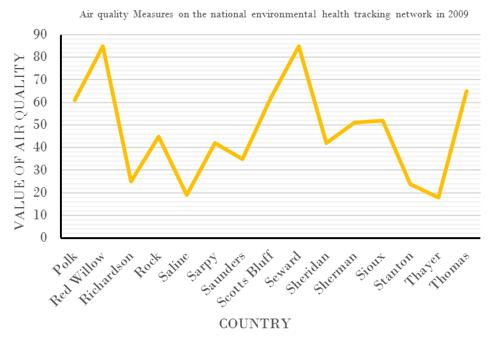 Air quality Measures on the national environmental health tracking network in 2009
90
80
70
60
50
40
30
20
10
0
VALUE OF AIR QUALITY
Polk
Red Willow
Richardson
Rock
Saline
Sarpy
Saunders
Scotts Bluff
Seward
Sheridan
Sherman
Sioux
Stanton
Thayer
Thomas
COUNTRY